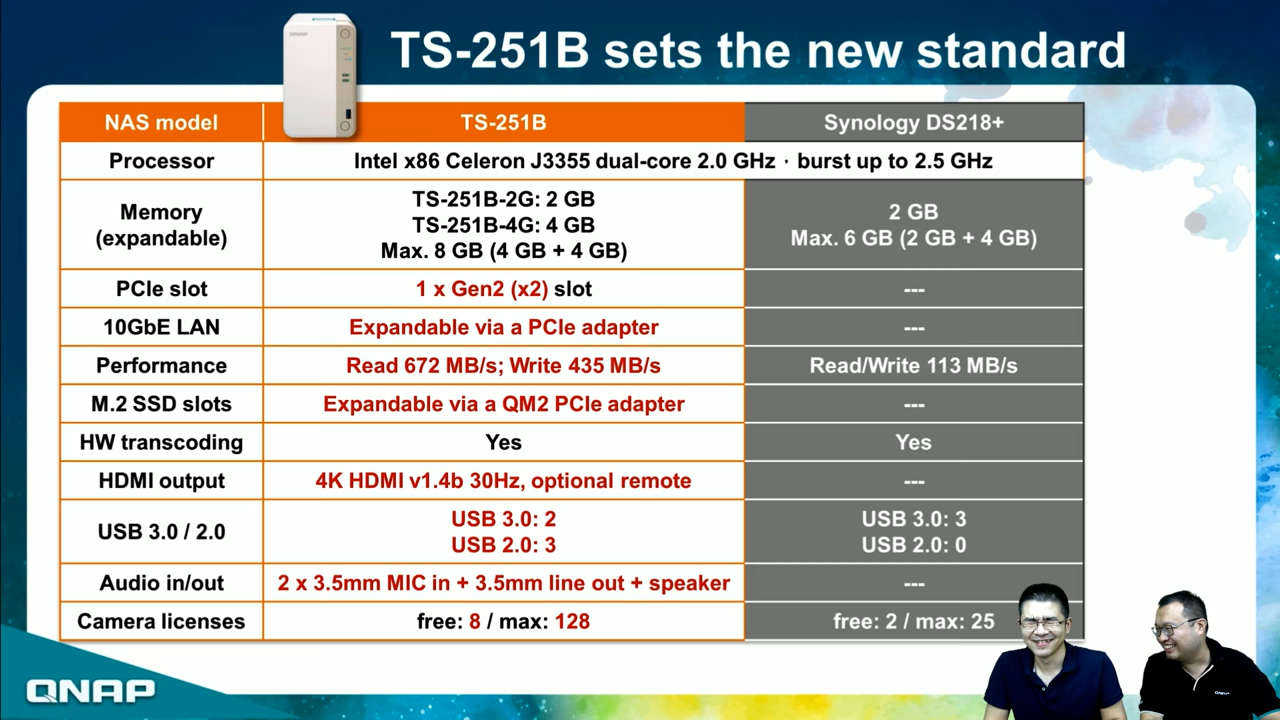 TS-251B sets the new standard
QNAP
NAS model TS-251B Synology DS218+
Processor Intel x86 Celeron J3355 dual-core 2.0 GHz · burst up to 2.5 GHz
Memory (expandable)
TS-251B-2G: 2 GB
TS-251B-4G: 4 GB
Max. 8 GB (4 GB + 4 GB)
2 GB
Max. 6 GB (2 GB + 4 GB)
PCIe slot 1 x Gen2 (x2) slot ---
10GbE LAN Expandable via a PCIe adapter ---
Performance Read 672 MB/s; Write 435 MB/s Read/Write 113 MB/s
M.2 SSD slots Expandable via a QM2 PCIe adapter ---
HW transcoding Yes Yes
HDMI output 4K HDMI v1.4b 30Hz, optional remote ---
USB 3.0 / 2.0
USB 3.0: 2
USB 2.0: 3
USB 3.0: 3
USB 2.0: 0
Audio in/out 2 x 3.5mm MIC in + 3.5mm line out + speaker ---
Camera licenses free: 8 / max: 128 free: 2 / max: 25
QNAP